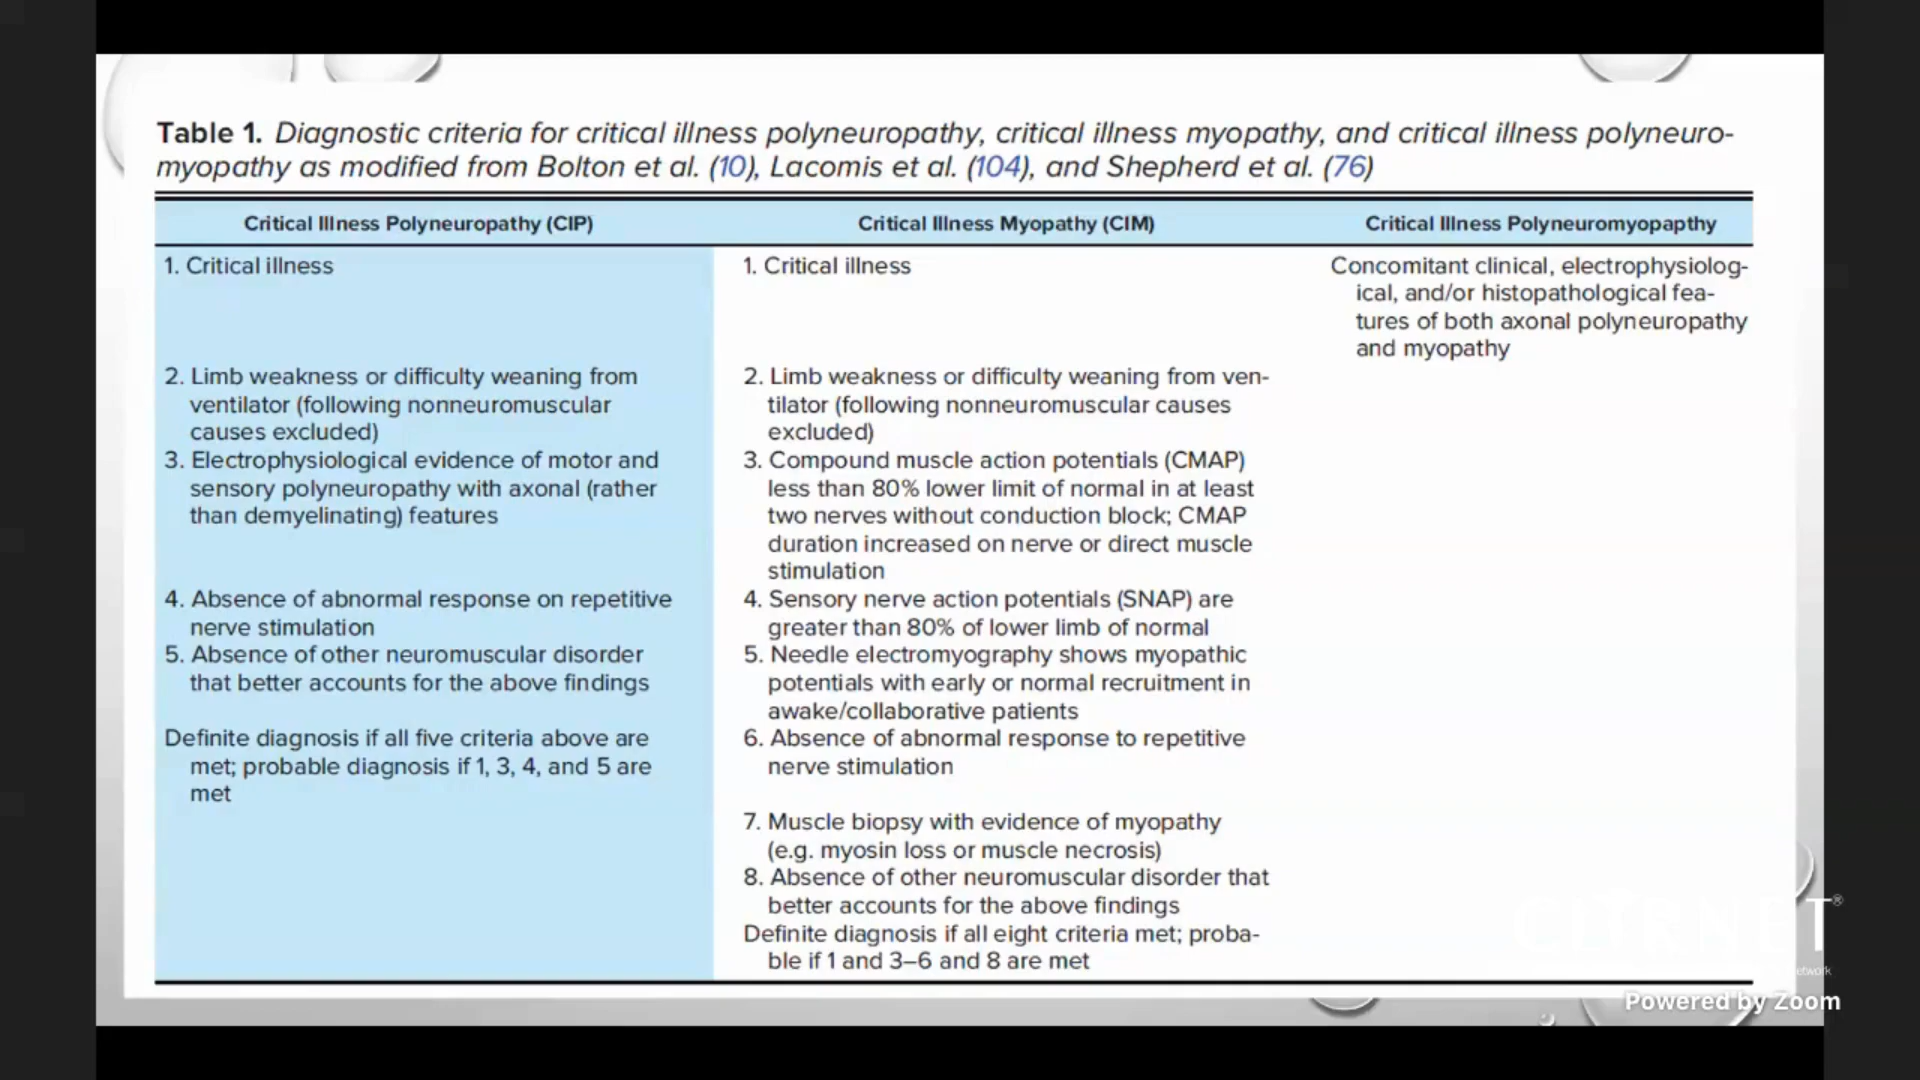 Table 1. Diagnostic criteria for critical illness polyneuropathy, critical illness myopathy, and critical illness polyneuro-
myopathy as modified from Bolton et al. (10), Lacomis et al. (104), and Shepherd et al. (76)
Critical Illness Polyneuropathy (CIP)
1. Critical illness
2. Limb weakness or difficulty weaning from
ventilator (following nonneuromuscular
causes excluded)
3. Electrophysiological evidence of motor and
sensory polyneuropathy with axonal (rather
than demyelinating) features
4. Absence of abnormal response on repetitive
nerve stimulation
5. Absence of other neuromuscular disorder
that better accounts for the above findings
Definite diagnosis if all five criteria above are
met; probable diagnosis if 1, 3, 4, and 5 are
met
Critical Illness Myopathy (CIM)
1. Critical illness
2. Limb weakness or difficulty weaning from ven-
tilator (following nonneuromuscular causes
excluded)
3. Compound muscle action potentials (CMAP)
less than 80% lower limit of normal in at least
two nerves without conduction block; CMAP
duration increased on nerve or direct muscle
stimulation
4. Sensory nerve action potentials (SNAP) are
greater than 80% of lower limb of normal
5. Needle electromyography shows myopathic
potentials with early or normal recruitment in
awake/collaborative patients
6. Absence of abnormal response to repetitive
nerve stimulation
7. Muscle biopsy with evidence of myopathy
(e.g. myosin loss or muscle necrosis)
8. Absence of other neuromuscular disorder that
better accounts for the above findings
Definite diagnosis if all eight criteria met; proba-
ble if 1 and 3–6 and 8 are met
Critical Illness Polyneuromyopapthy
Concomitant clinical, electrophysiolog-
ical, and/or histopathological fea-
tures of both axonal polyneuropathy
and myopathy
Powered by Zoom